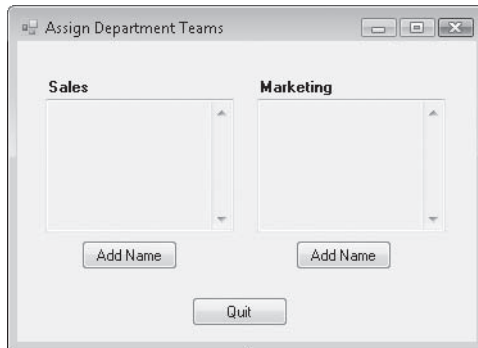 Assign Department Teams
Sales Marketing
Add Name Add Name
Quit